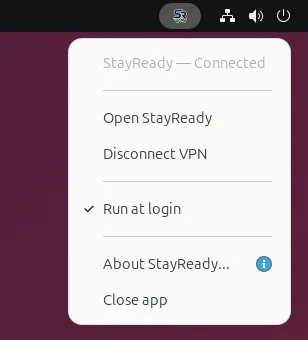 SR
StayReady — Connected
Open StayReady
Disconnect VPN
Run at login
About StayReady...
Close app